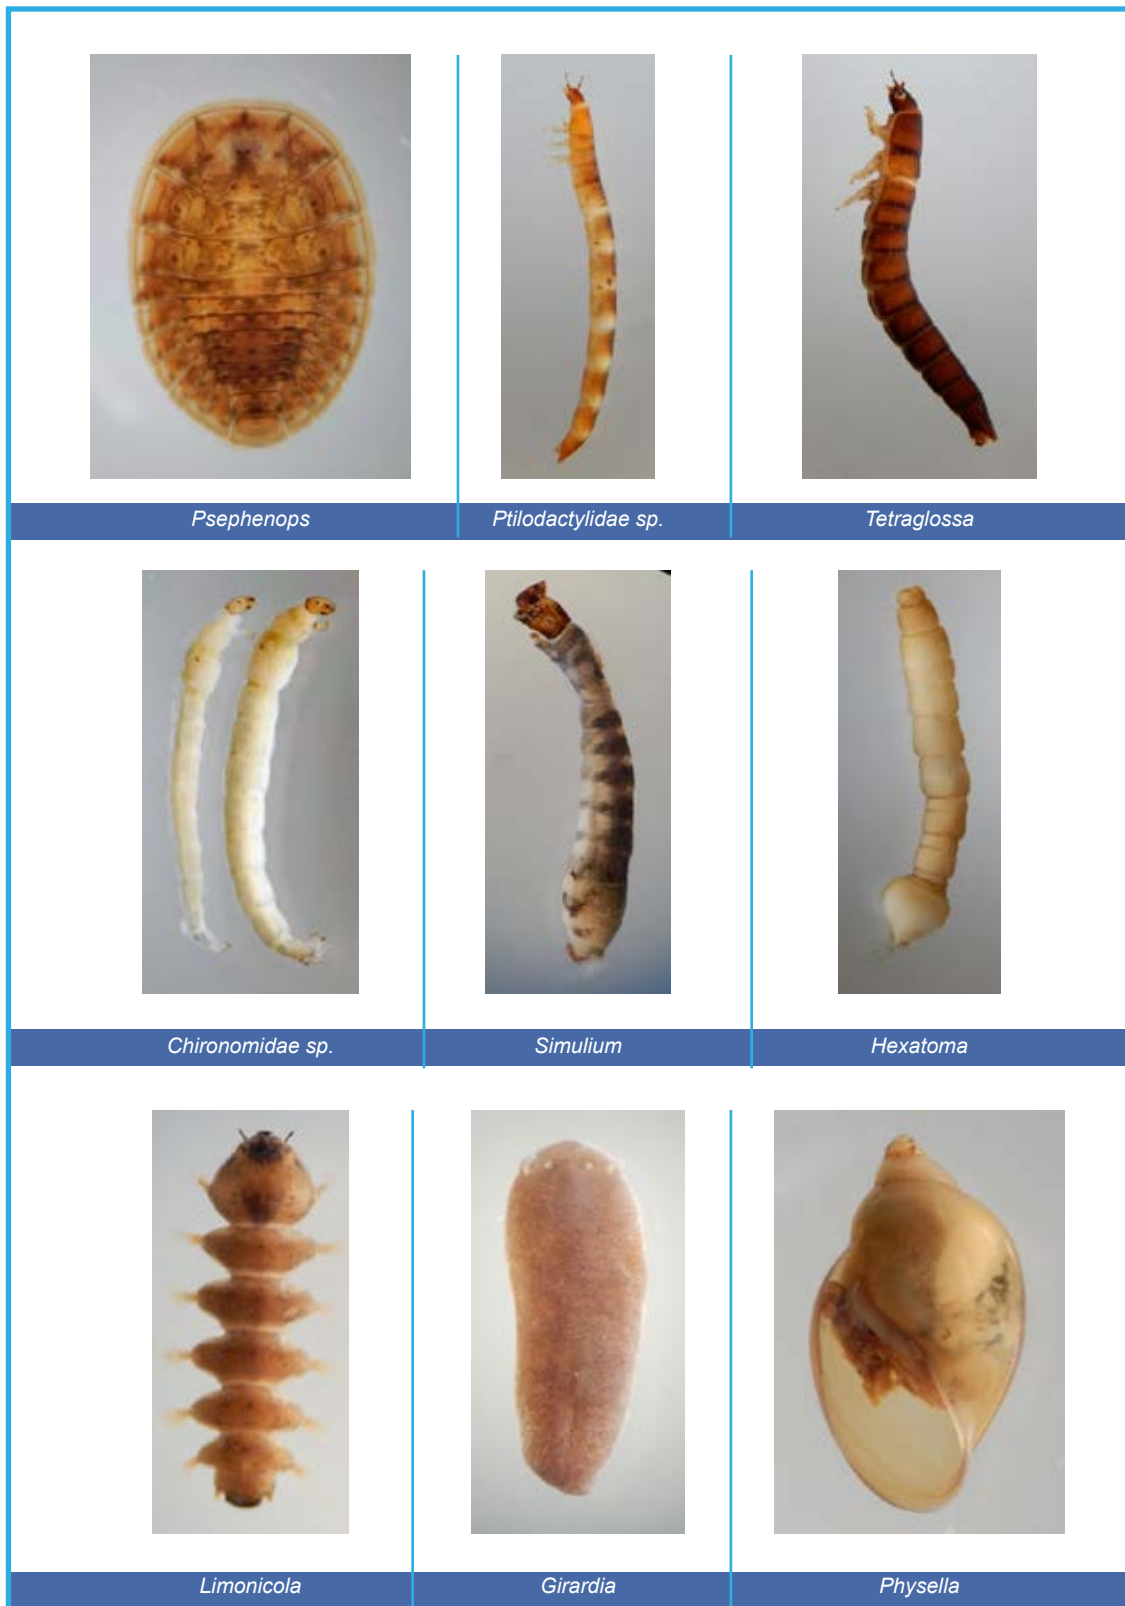 Psephenops
Ptilodactylidae sp.
Tetraglossa
Chironomidae sp.
Simulium
Hexatoma
Limonicola
Girardia
Physella